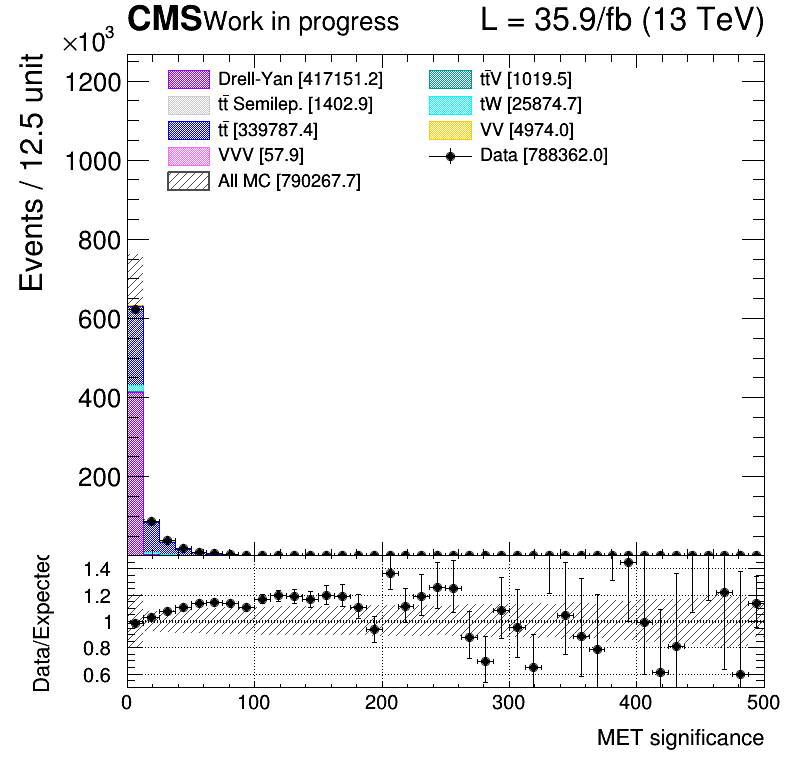 CMS Work in progress L = 35.9/fb (13 TeV)
×10³
Events / 12.5 unit
1200
1000
800
600
400
200
Drell-Yan [417151.2]
tt̄ Semilep. [1402.9]
tt̄ [339787.4]
VVV [57.9]
All MC [790267.7]
tt̄V [1019.5]
tW [25874.7]
VV [4974.0]
Data [788362.0]
Data/Expected
1.4
1.2
1
0.8
0.6
0 100 200 300 400 500
MET significance